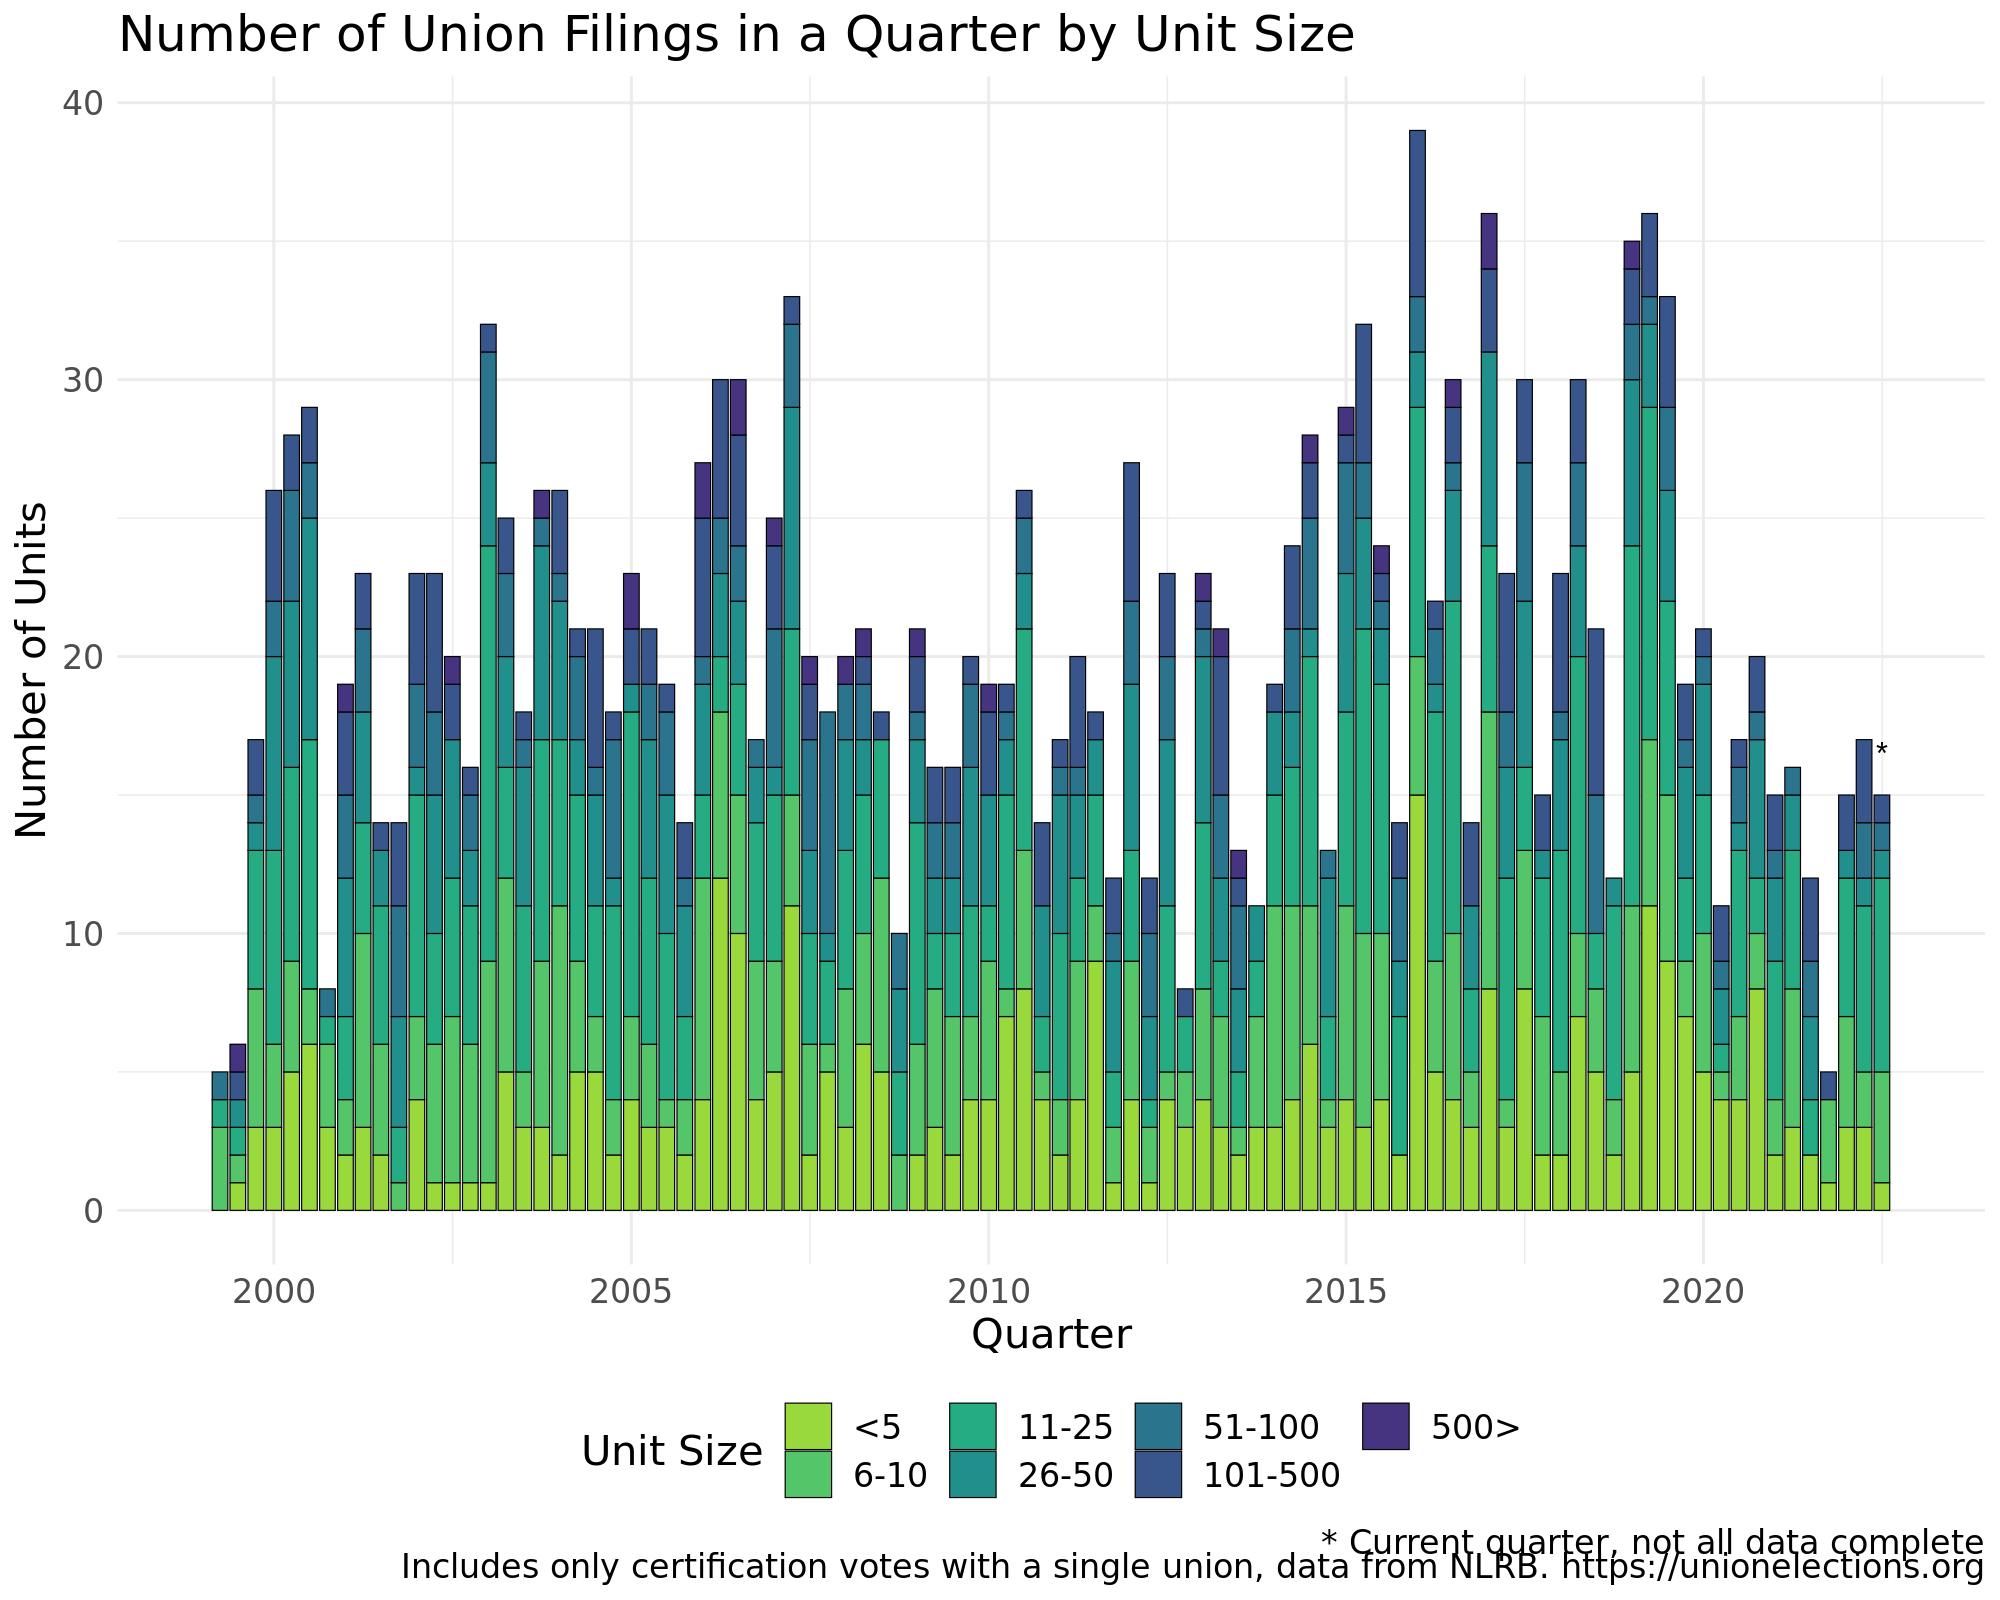 Number of Union Filings in a Quarter by Unit Size
Number of Units
40
30
20
10
0
*
2000 2005 2010 2015 2020
Quarter
Unit Size
<5 11-25 51-100 500>
6-10 26-50 101-500
* Current quarter, not all data complete
Includes only certification votes with a single union, data from NLRB. https://unionelections.org